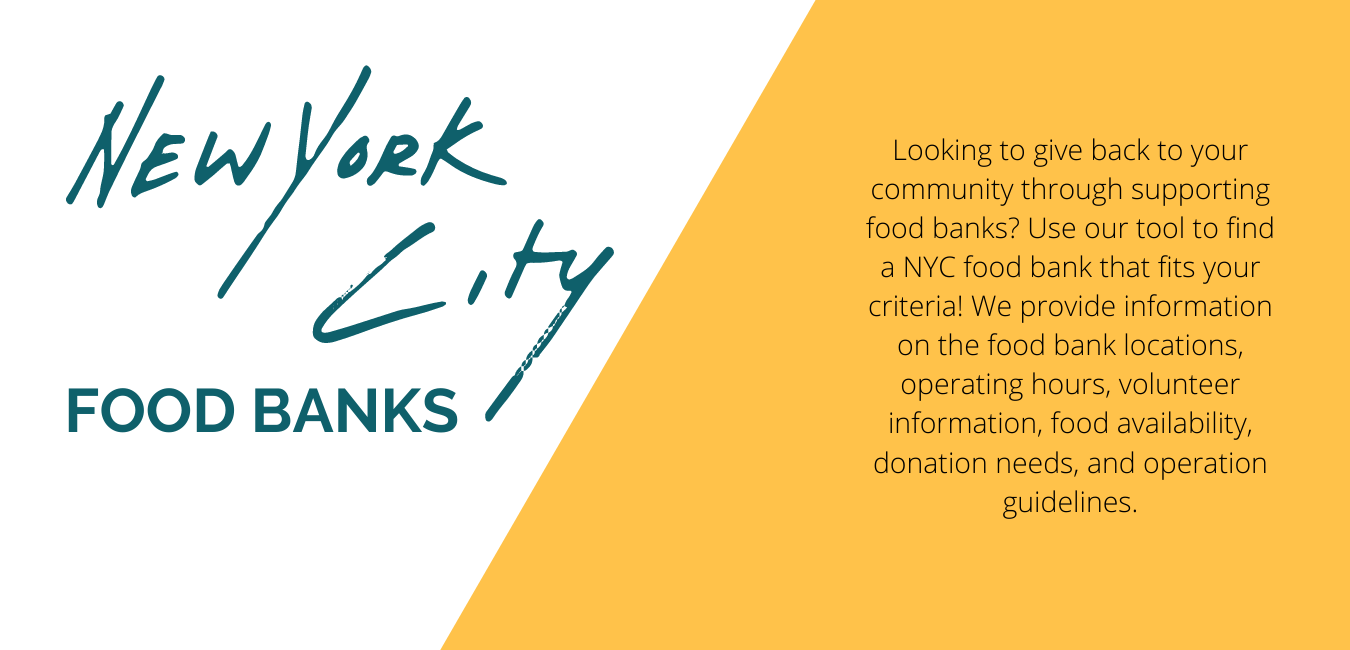 New York
City
FOOD BANKS
Looking to give back to your
community through supporting
food banks? Use our tool to find
a NYC food bank that fits your
criteria! We provide information
on the food bank locations,
operating hours, volunteer
information, food availability,
donation needs, and operation
guidelines.